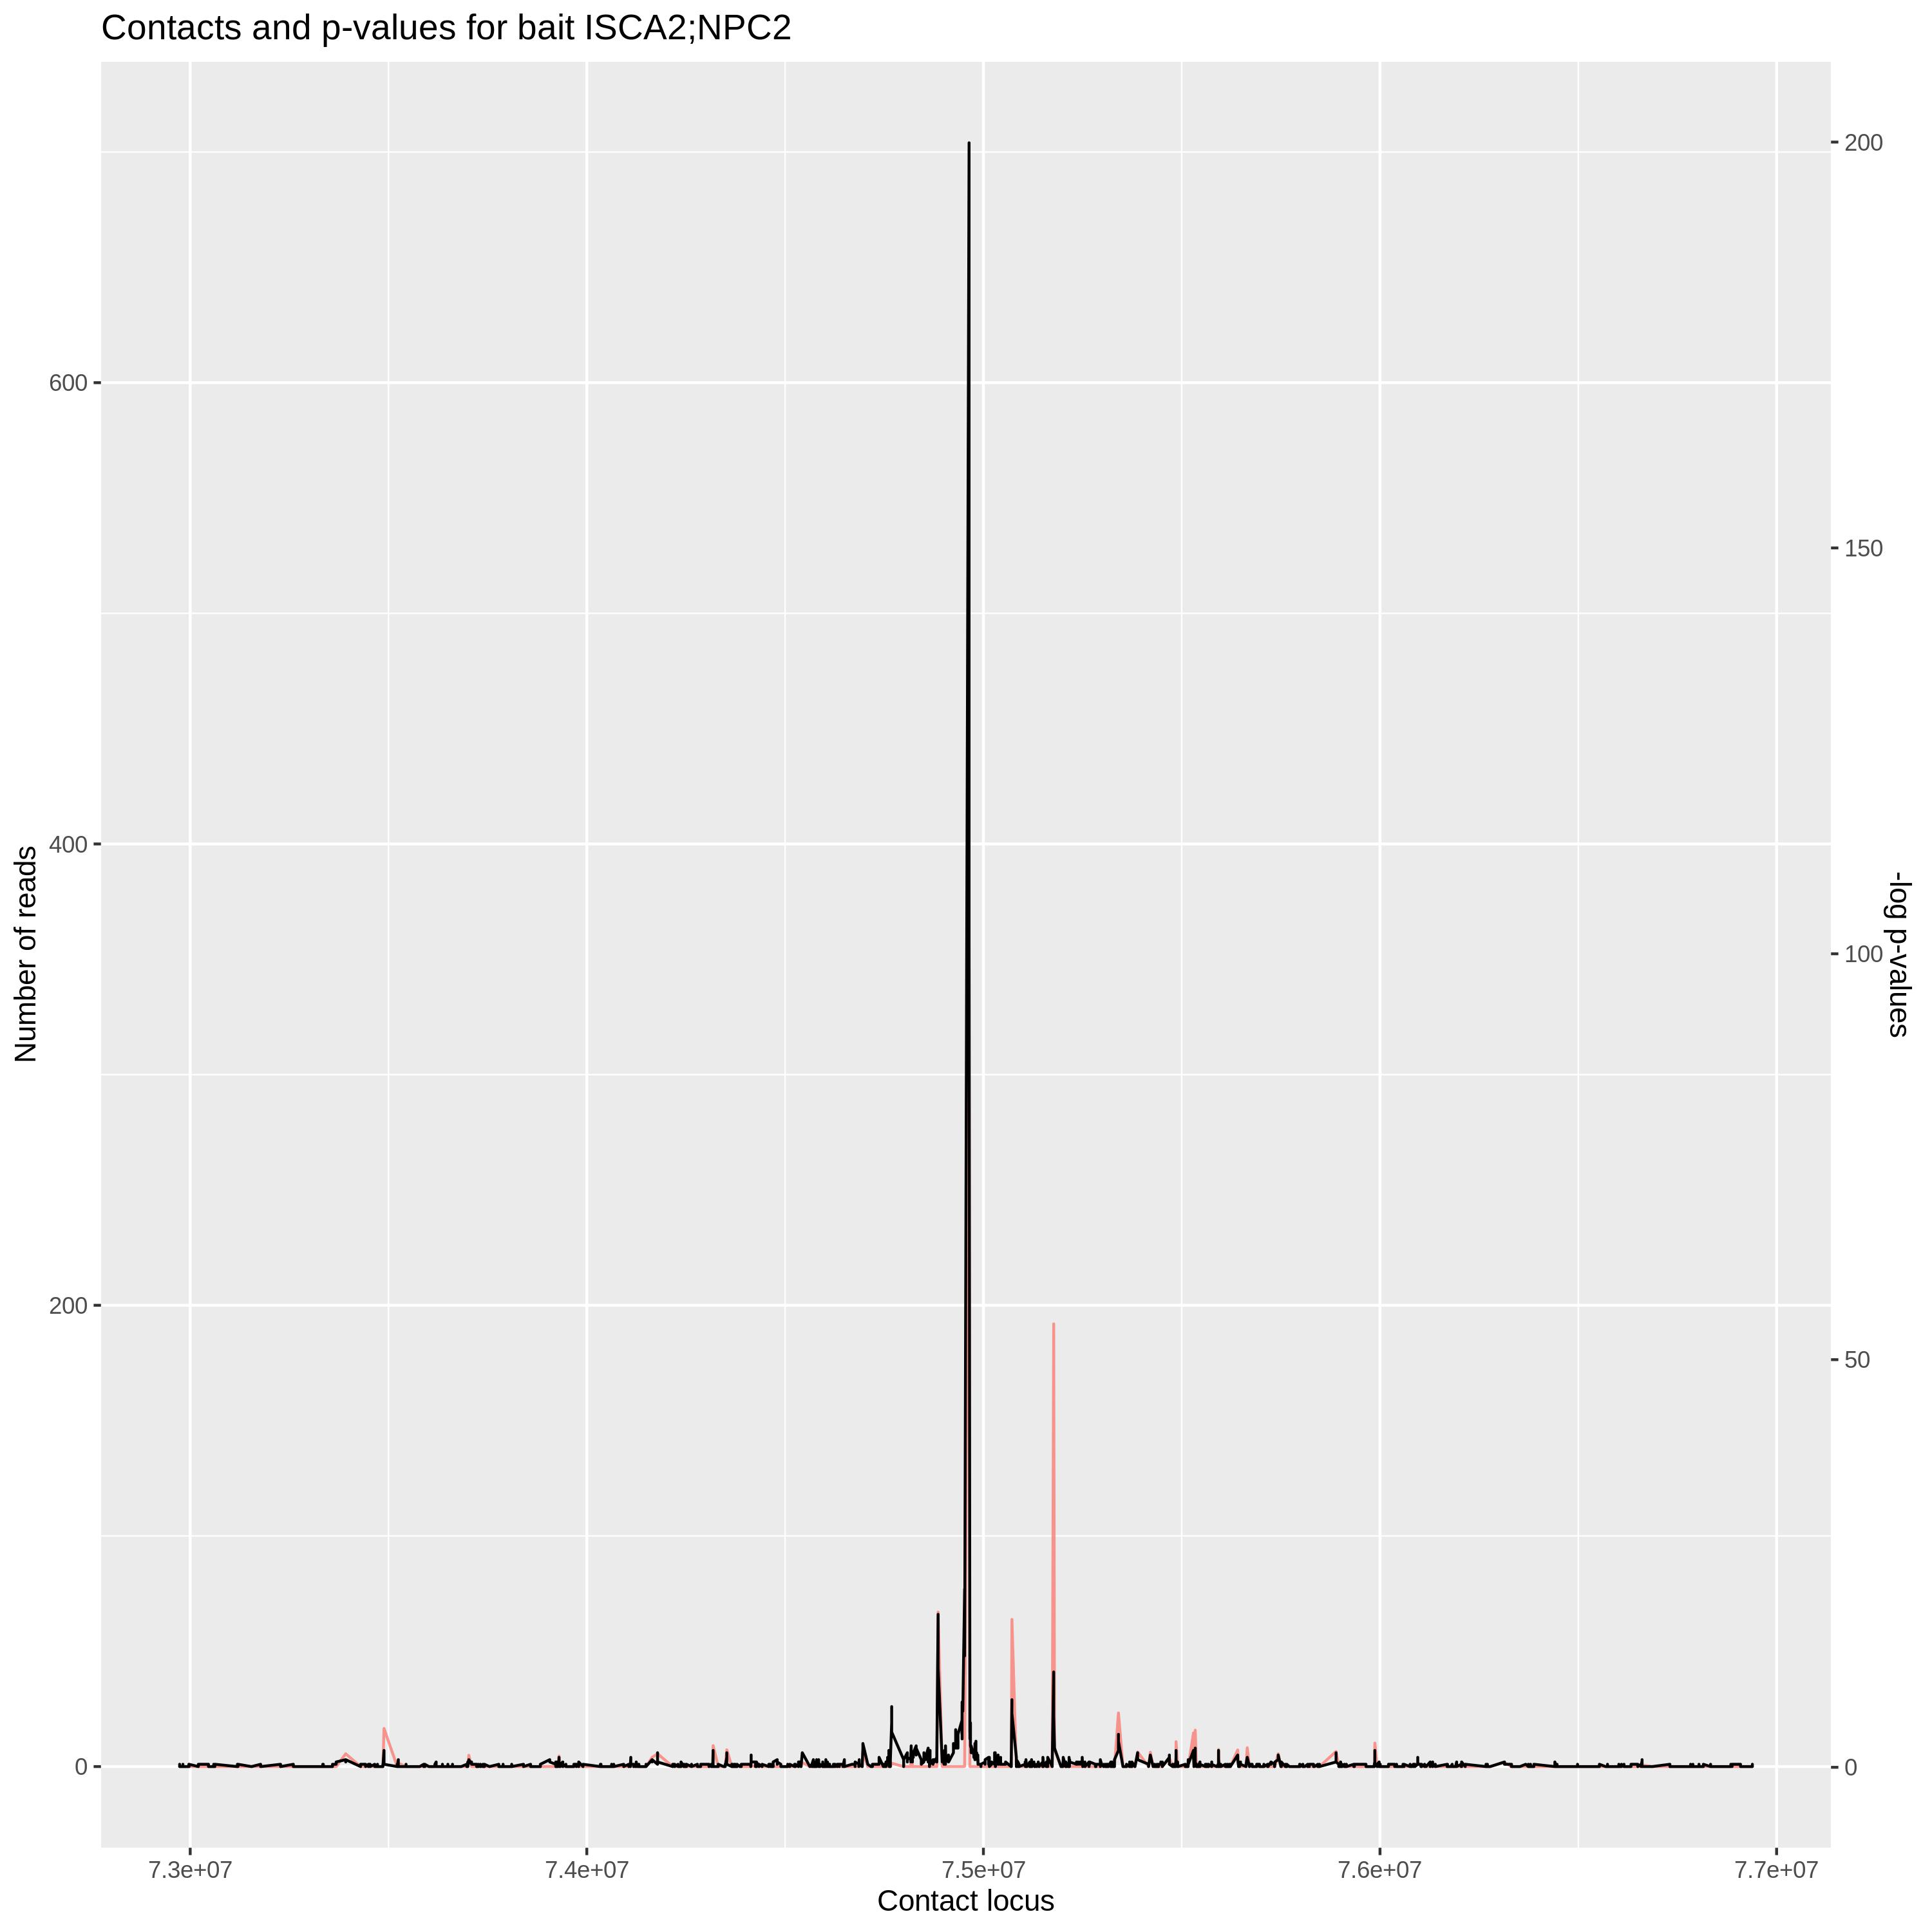 Contacts and p-values for bait ISCA2;NPC2
Number of reads
600
400
200
0
200
150
100
50
0
-log p-values
7.3e+07
7.4e+07
7.5e+07
7.6e+07
7.7e+07
Contact locus